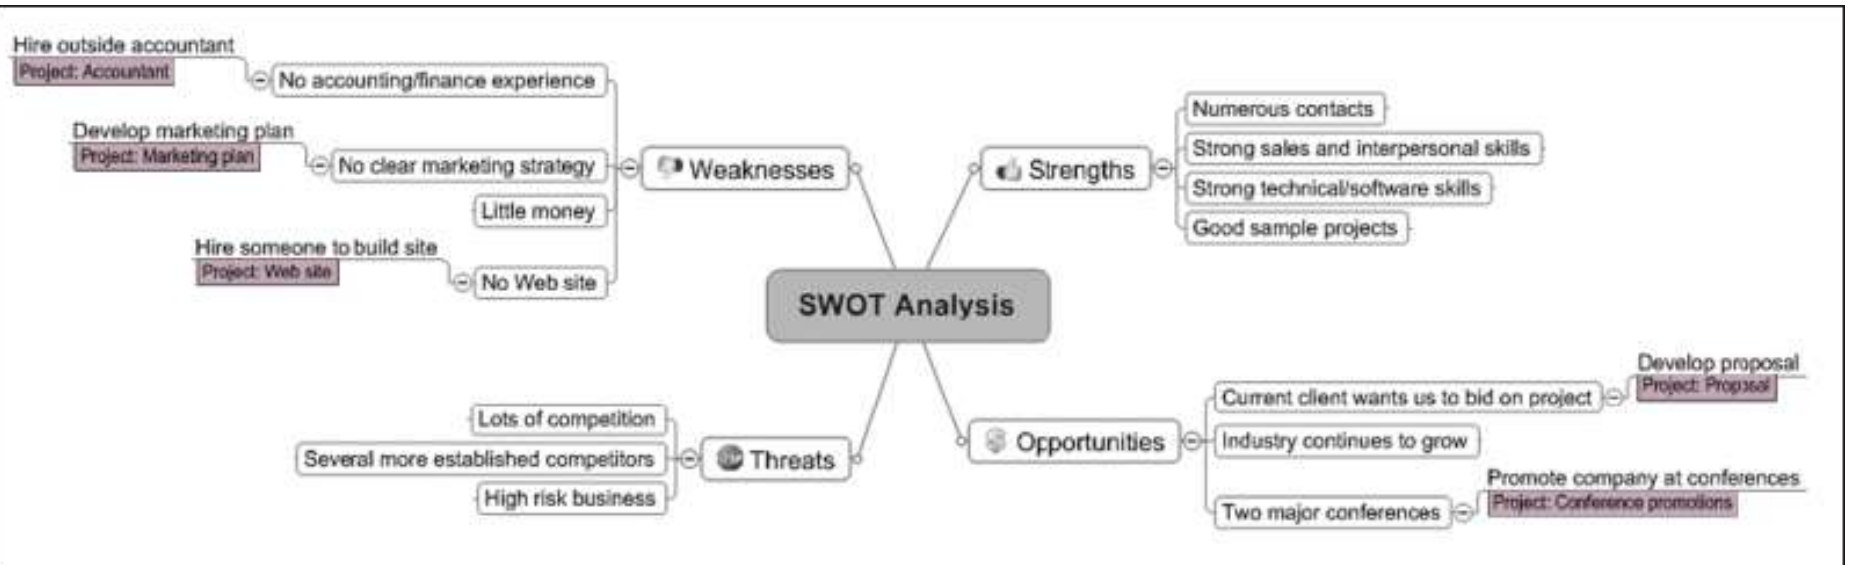 Hire outside accountant
Project: Accountant
No accounting/finance experience
Develop marketing plan
Project: Marketing plan
No clear marketing strategy
Little money
Hire someone to build site
Project: Web site
No Web site
Weaknesses
Strengths
Numerous contacts
Strong sales and interpersonal skills
Strong technical/software skills
Good sample projects
SWOT Analysis
Lots of competition
Several more established competitors
High risk business
Threats
Opportunities
Current client wants us to bid on project
Develop proposal
Project: Proposal
Industry continues to grow
Two major conferences
Promote company at conferences
Project: Conference promotions